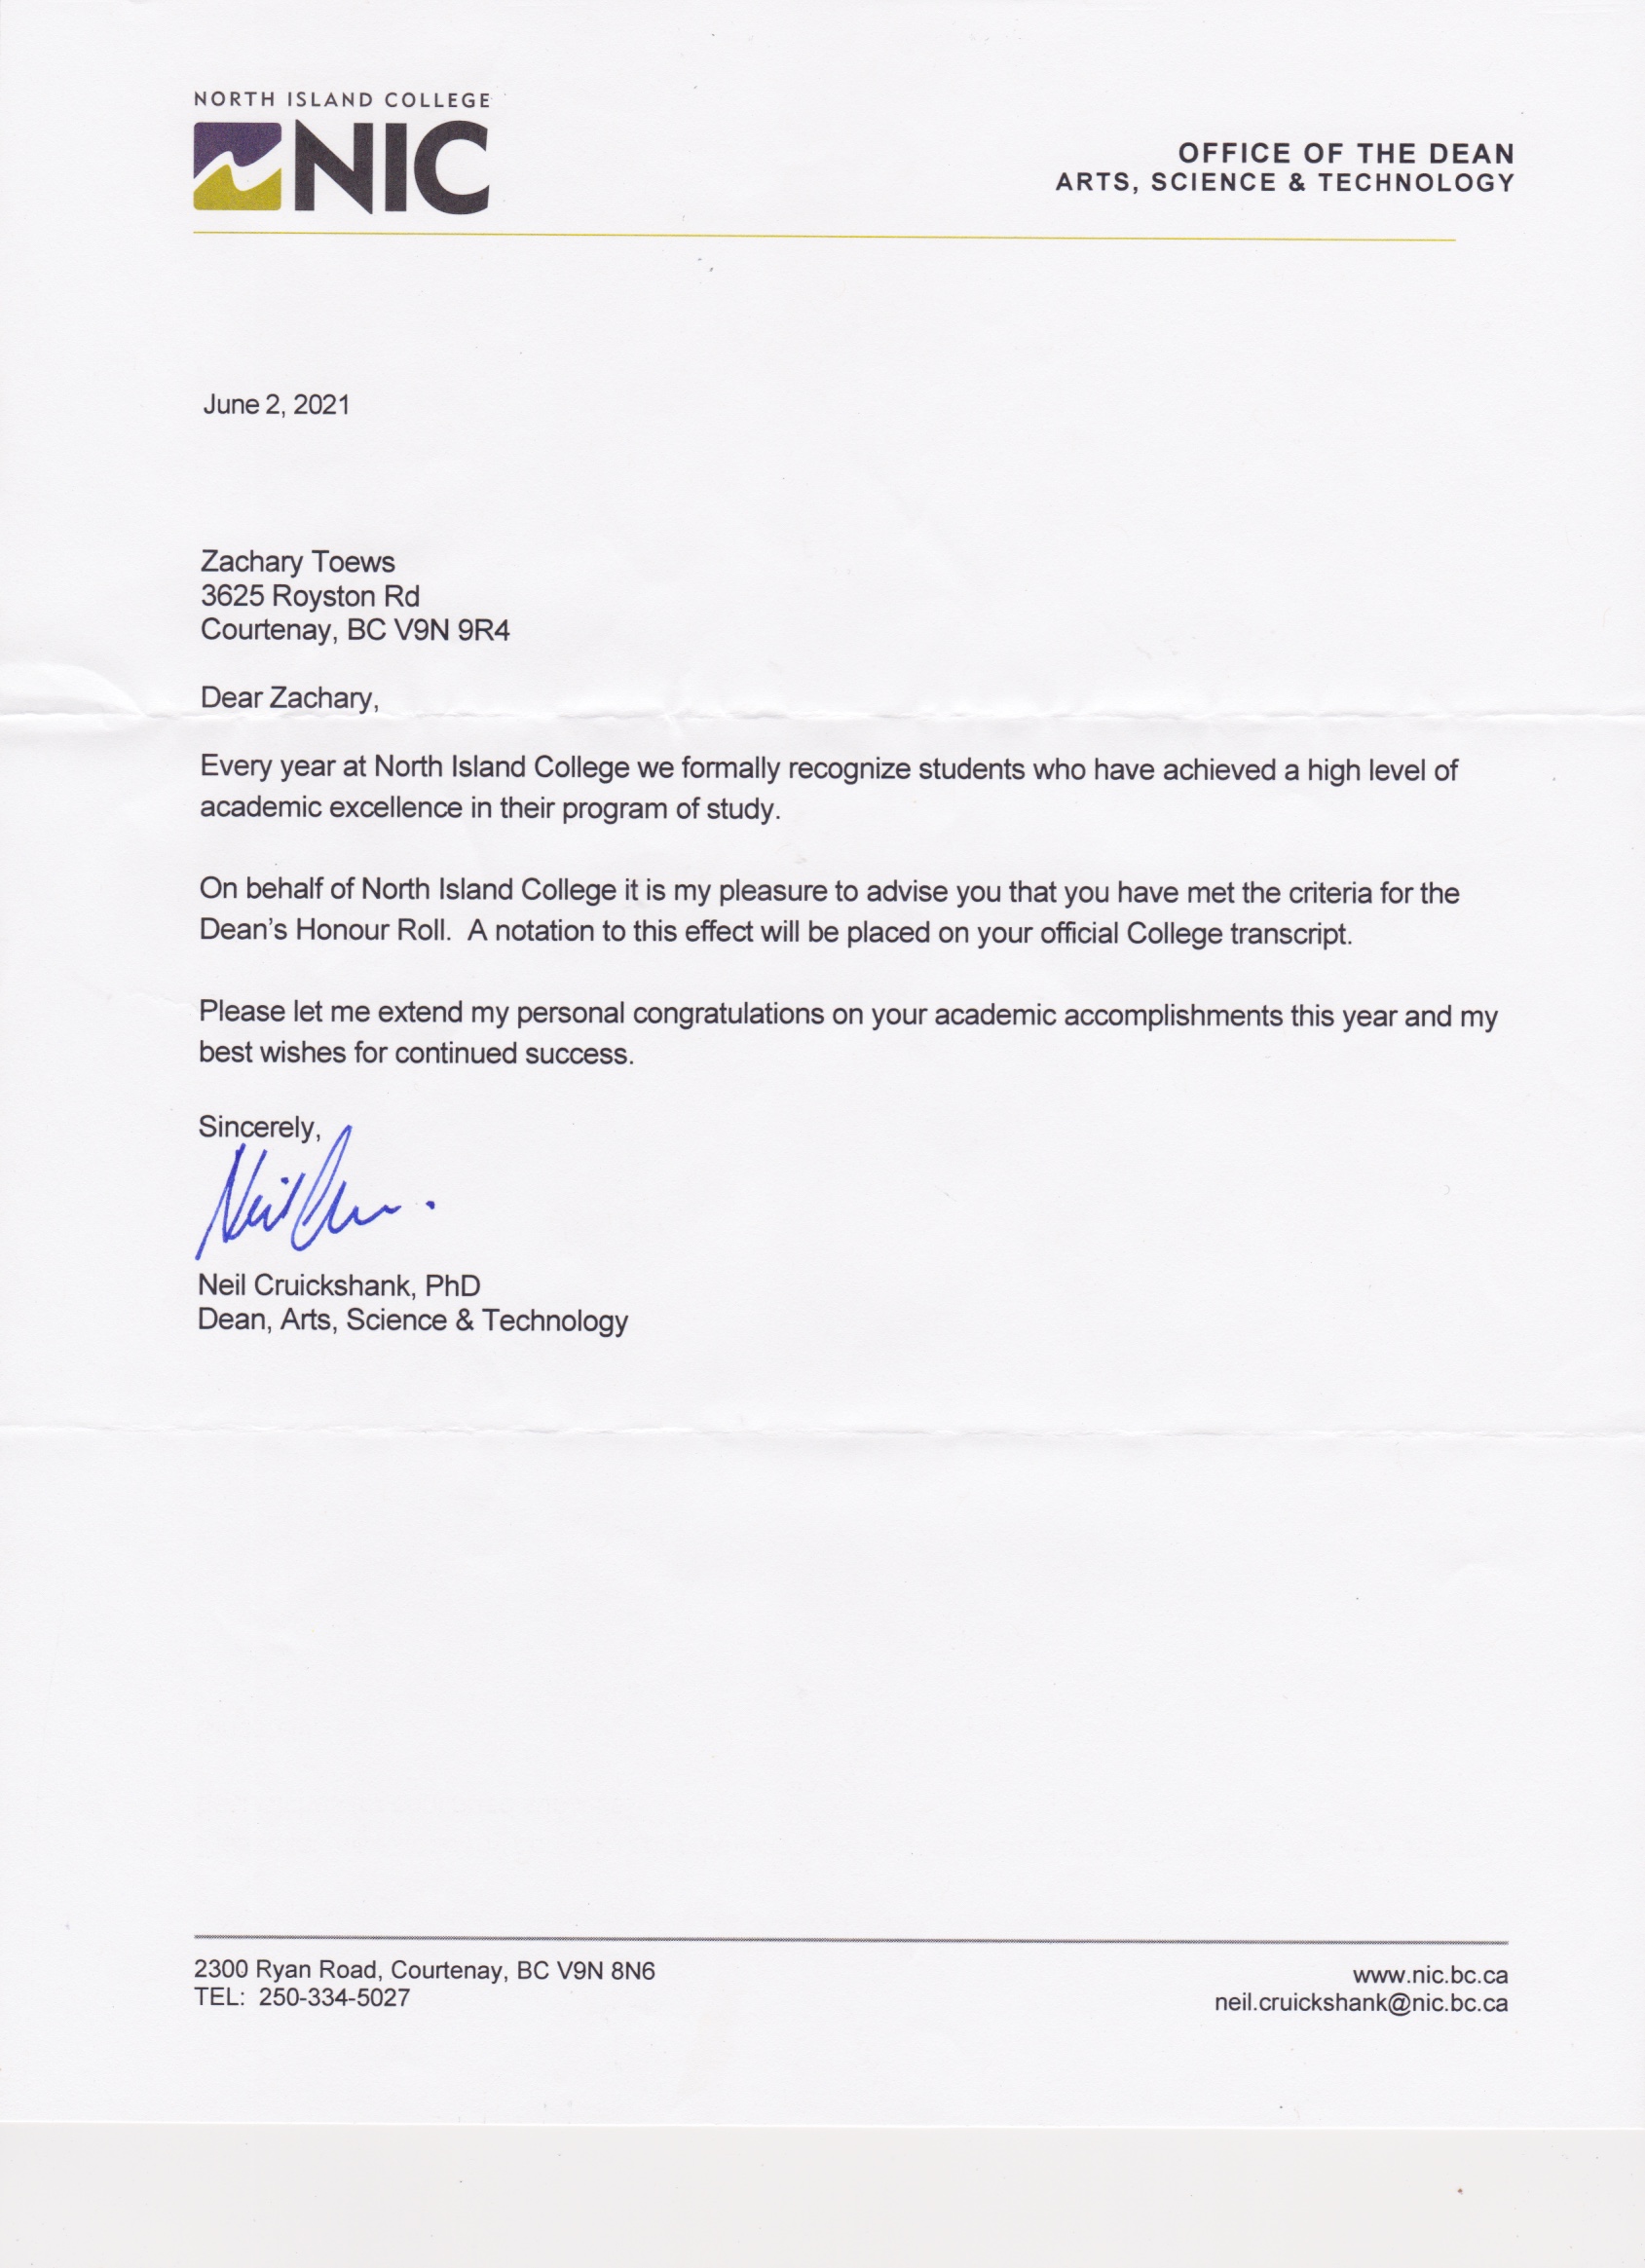 NORTH ISLAND COLLEGE
NIC
OFFICE OF THE DEAN
ARTS, SCIENCE & TECHNOLOGY
June 2, 2021
Zachary Toews
3625 Royston Rd
Courtenay, BC V9N 9R4
Dear Zachary,
Every year at North Island College we formally recognize students who have achieved a high level of
academic excellence in their program of study.
On behalf of North Island College it is my pleasure to advise you that you have met the criteria for the
Dean’s Honour Roll.  A notation to this effect will be placed on your official College transcript.
Please let me extend my personal congratulations on your academic accomplishments this year and my
best wishes for continued success.
Sincerely,
Neil Cruickshank, PhD
Dean, Arts, Science & Technology
2300 Ryan Road, Courtenay, BC V9N 8N6
TEL:  250-334-5027
www.nic.bc.ca
neil.cruickshank@nic.bc.ca